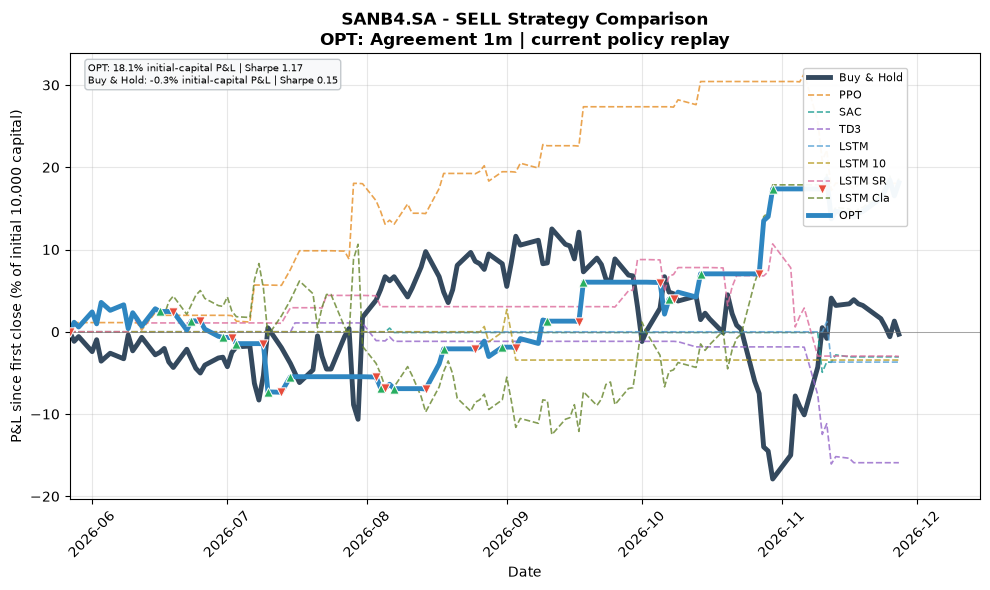 SANB4.SA - SELL Strategy Comparison
OPT: Agreement 1m | current policy replay
OPT: 18.1% initial-capital P&L | Sharpe 1.17
Buy & Hold: -0.3% initial-capital P&L | Sharpe 0.15
Buy & Hold
PPO
SAC
TD3
LSTM
LSTM 10
LSTM SR
LSTM Cla
OPT
P&L since first close (% of initial 10,000 capital)
30
20
10
0
−10
−20
2026-06
2026-07
2026-08
2026-09
2026-10
2026-11
2026-12
Date